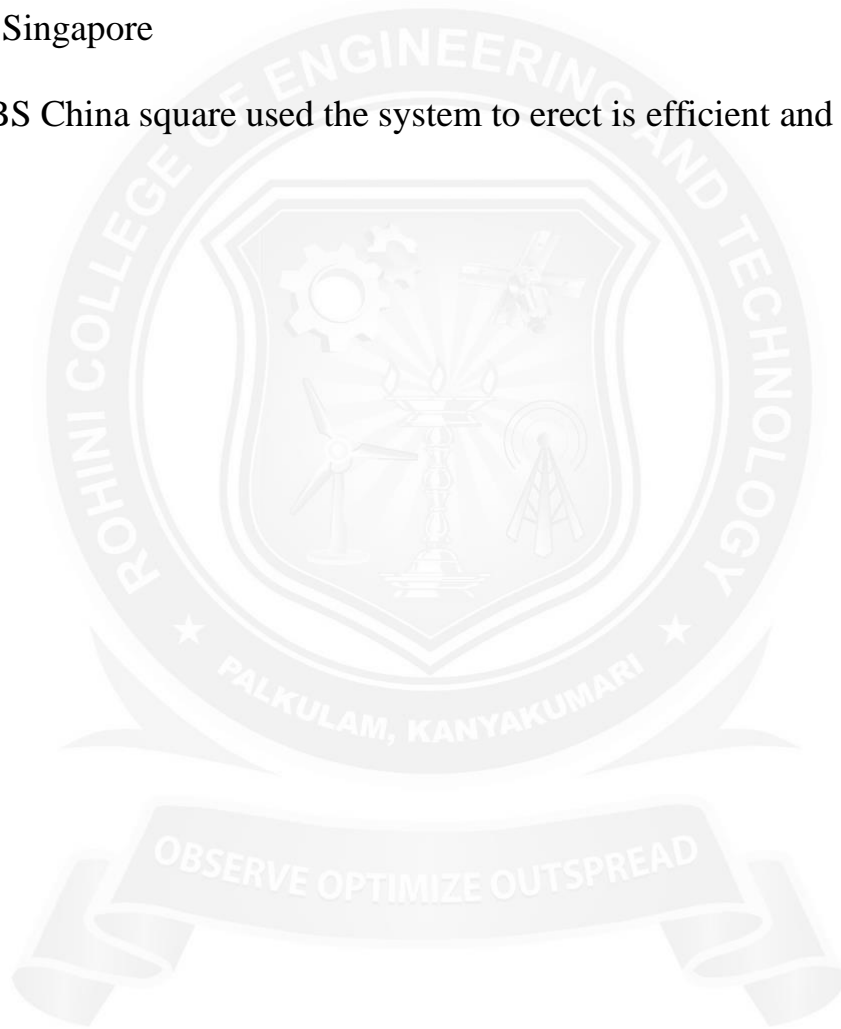 Singapore
BS China square used the system to erect is efficient and
ROHINI COLLEGE OF ENGINEERING AND TECHNOLOGY
PALKULAM, KANYAKUMARI
OBSERVE OPTIMIZE OUTSPREAD